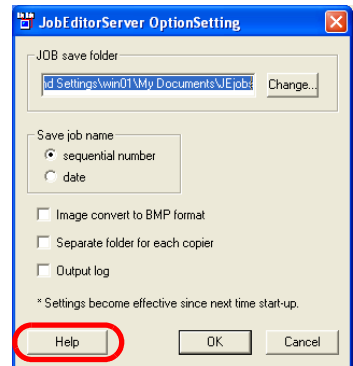 JobEditorServer OptionSetting
JOB save folder
nd Settings\win01\My Documents\JEjobs
Change...
Save job name
sequential number
date
Image convert to BMP format
Separate folder for each copier
Output log
* Settings become effective since next time start-up.
Help
OK
Cancel